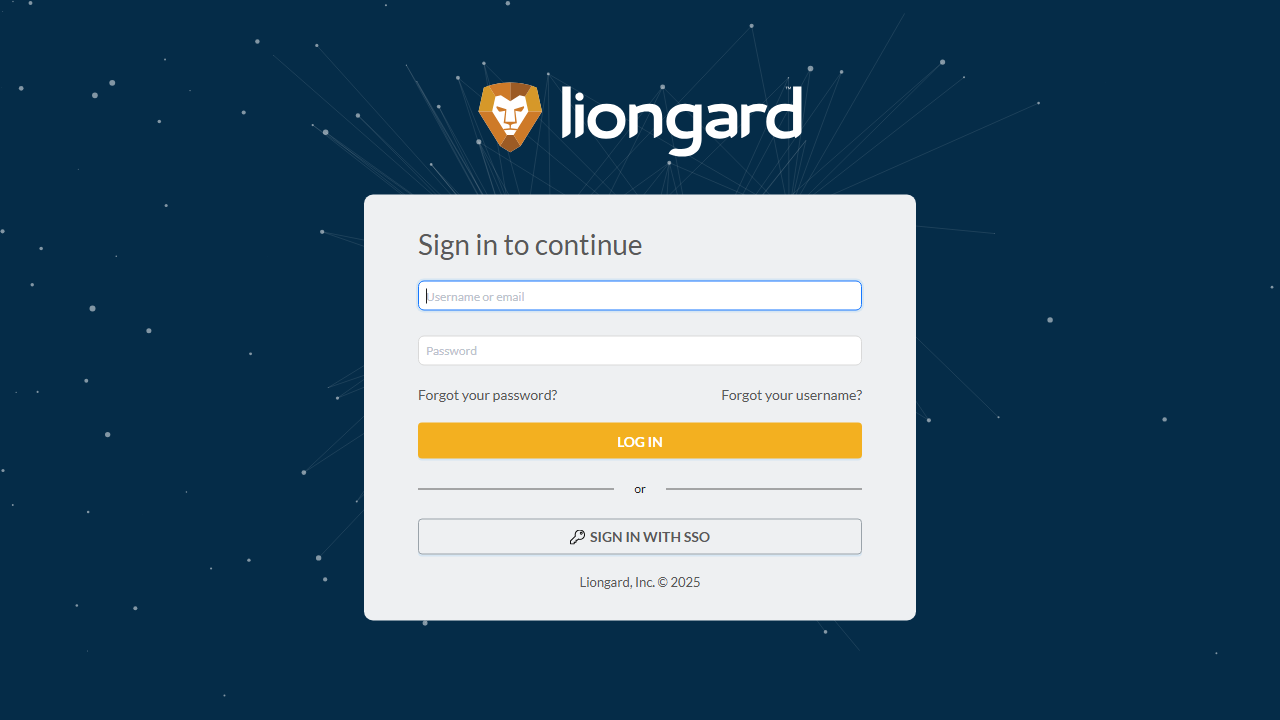 liongard™
Sign in to continue
Username or email
Password
Forgot your password?
Forgot your username?
LOG IN
or
SIGN IN WITH SSO
Liongard, Inc. © 2025